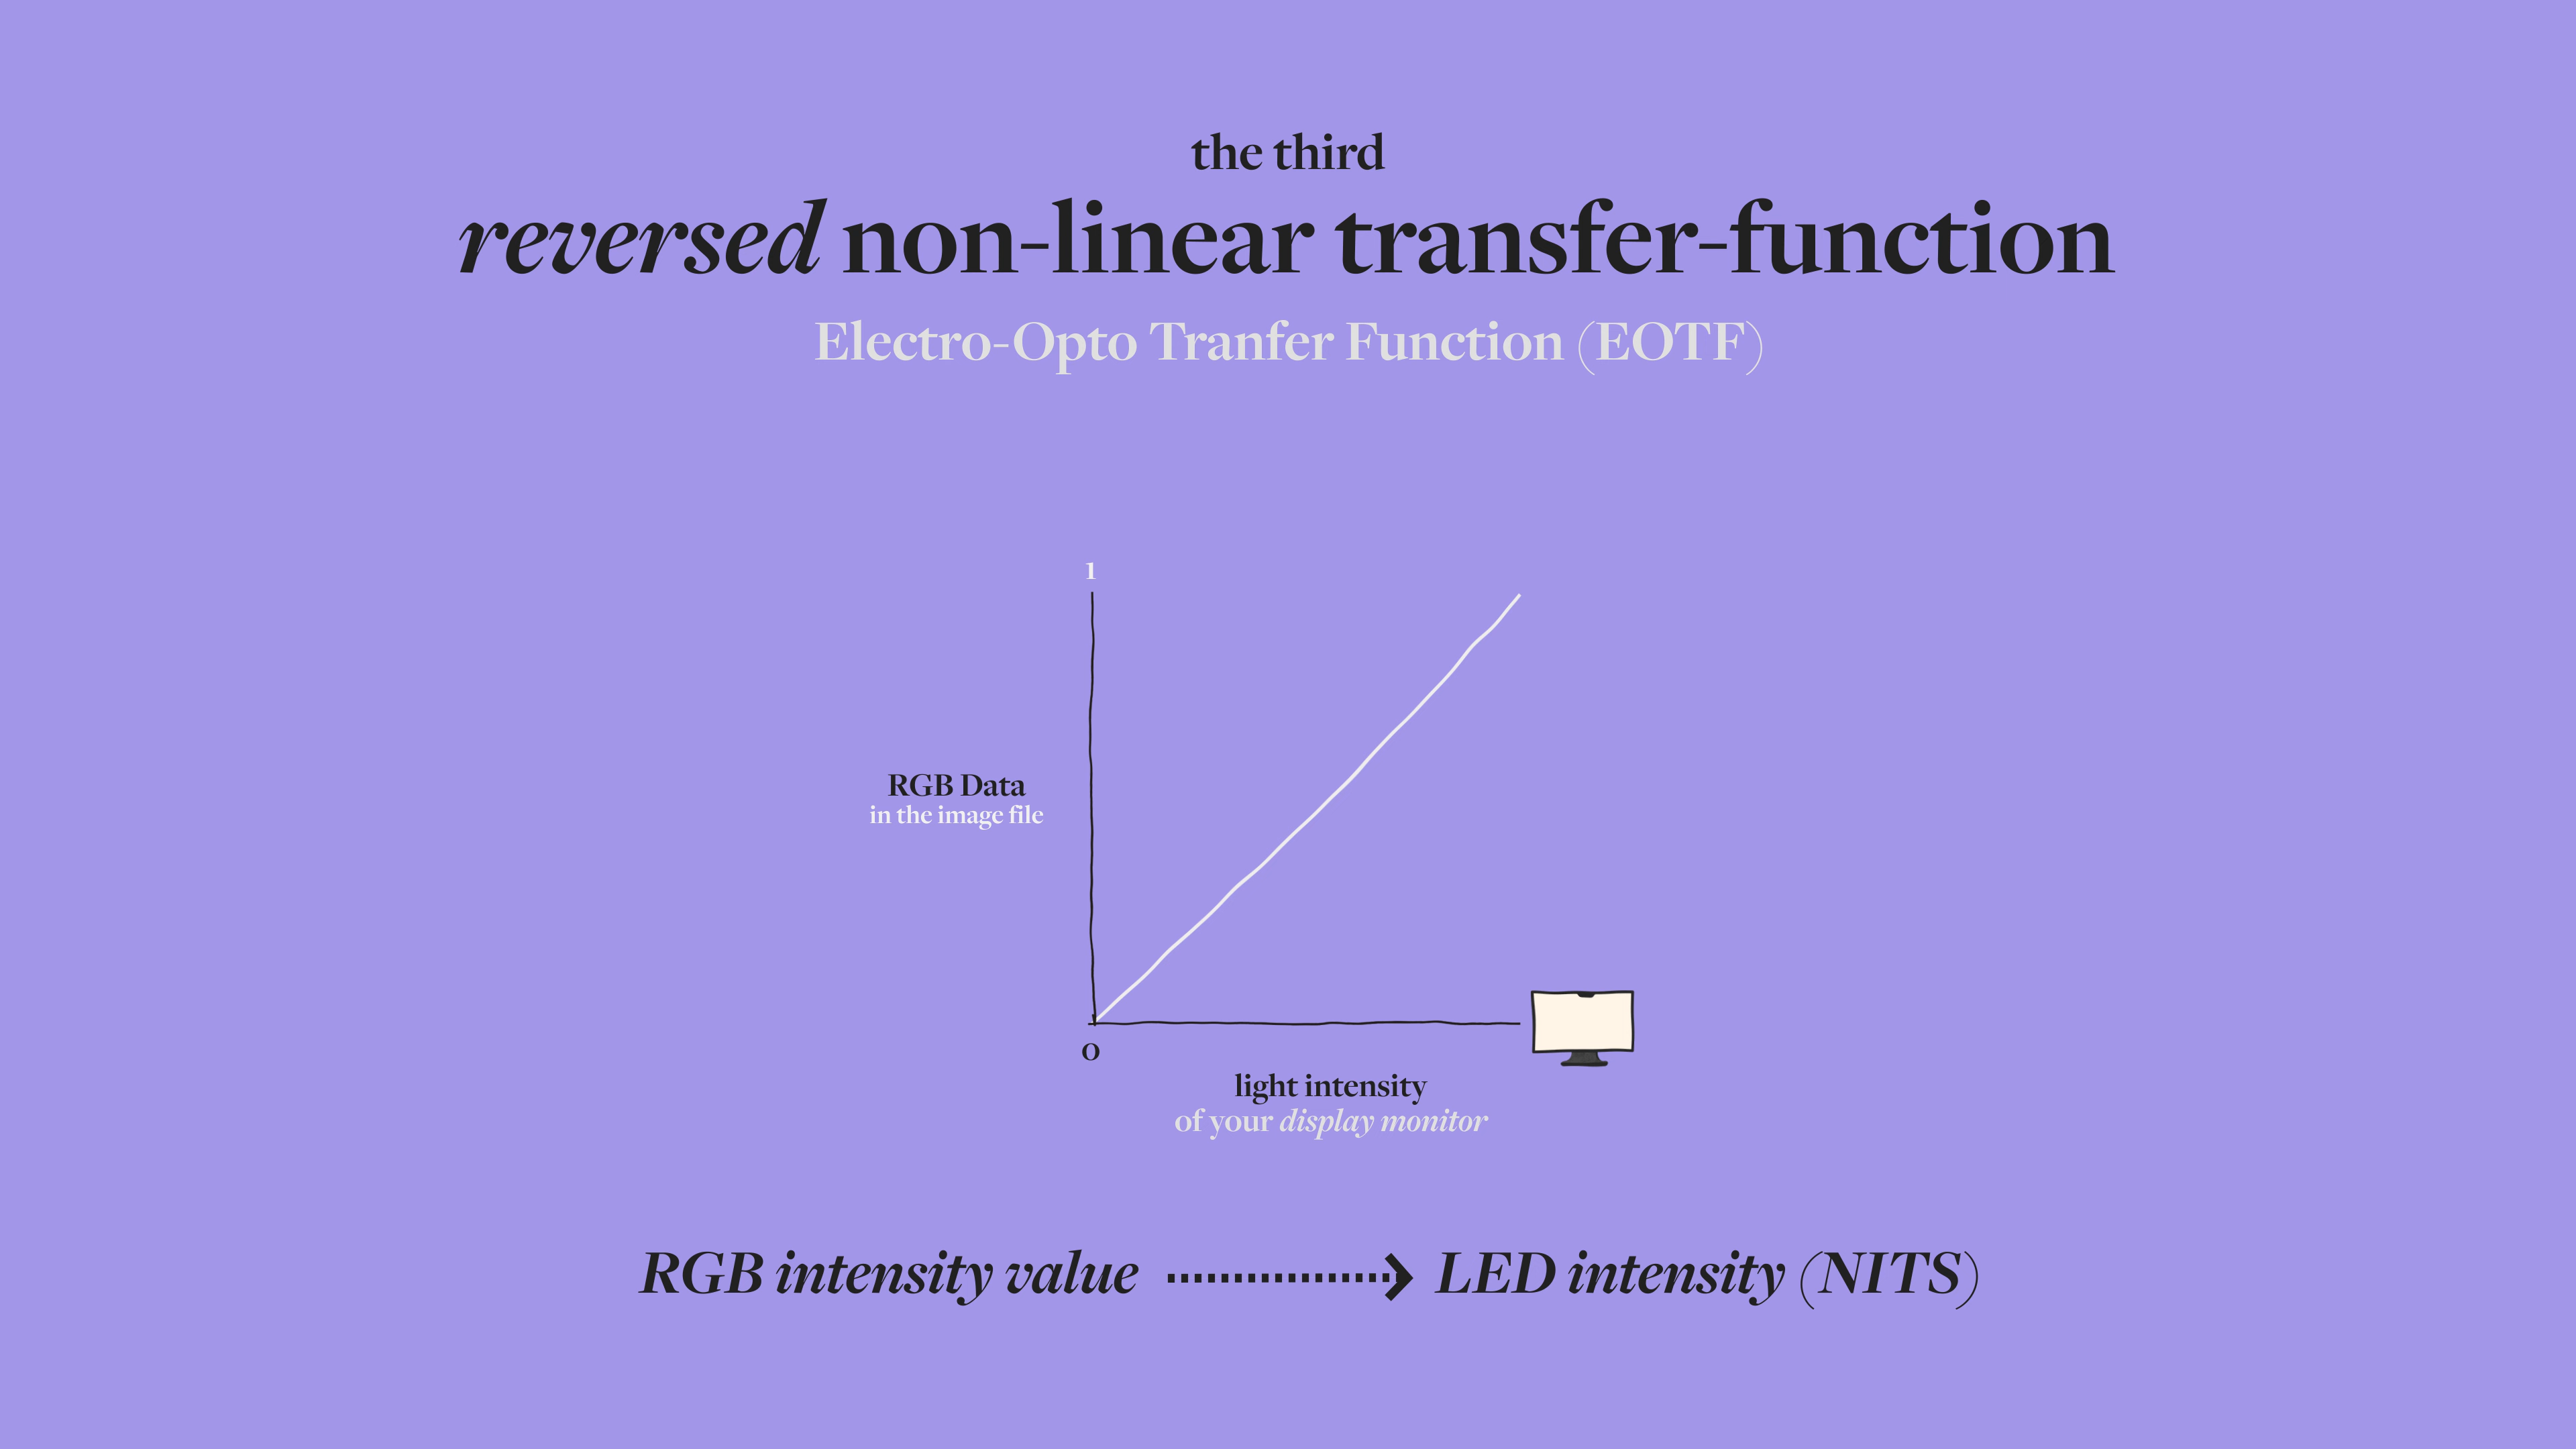 the third
reversed non-linear transfer-function
Electro-Opto Tranfer Function (EOTF)
1
RGB Data
in the image file
0
light intensity
of your display monitor
RGB intensity value
LED intensity (NITS)